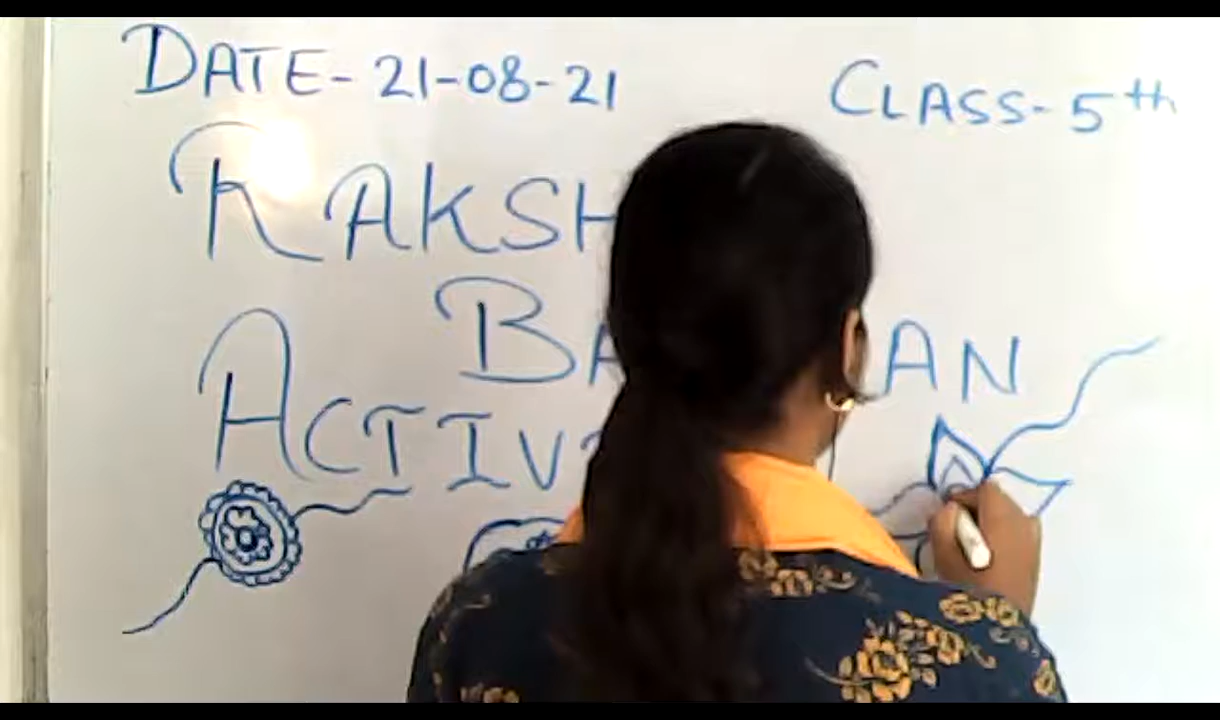 DATE- 21-08-21
CLASS- 5th
RAKSH
BA AN
ACTIV